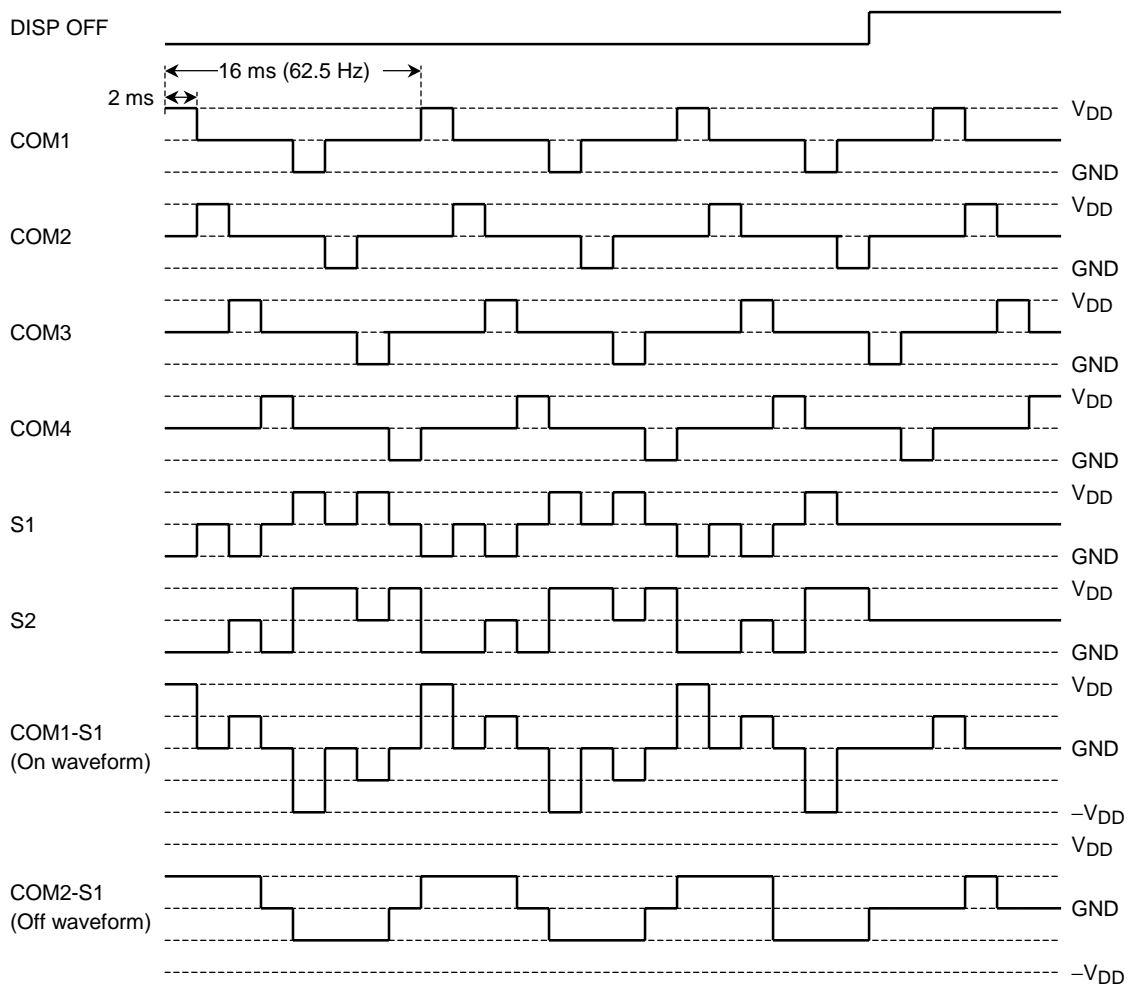 DISP OFF
16 ms (62.5 Hz)
2 ms
VDD
COM1
GND
VDD
COM2
GND
VDD
COM3
GND
VDD
COM4
GND
VDD
S1
GND
VDD
S2
GND
VDD
COM1-S1
(On waveform)
GND
−VDD
VDD
COM2-S1
(Off waveform)
GND
−VDD